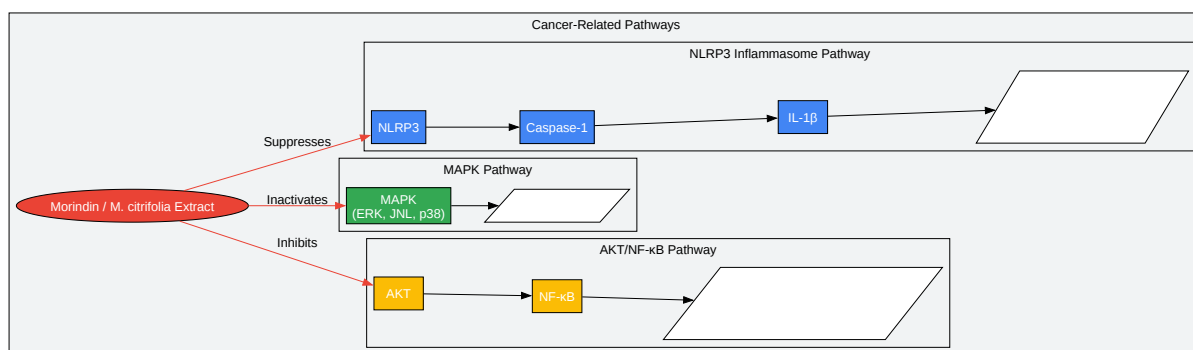 Cancer-Related Pathways
NLRP3 Inflammasome Pathway
NLRP3
Caspase-1
IL-1β
Suppresses
MAPK Pathway
Morindin / M. citrifolia Extract
Inactivates
MAPK
(ERK, JNL, p38)
Inhibits
AKT/NF-κB Pathway
AKT
NF-κB